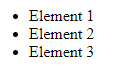 • Element 1
• Element 2
• Element 3